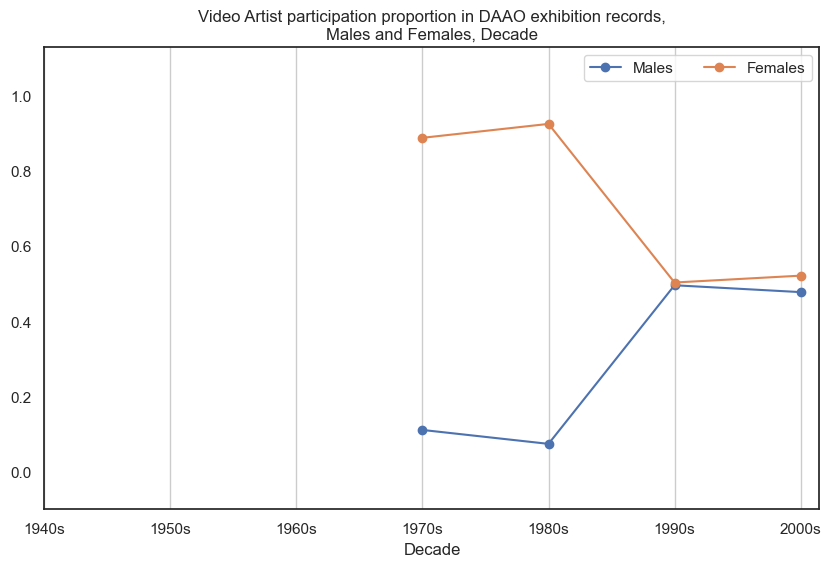 Video Artist participation proportion in DAAO exhibition records,
Males and Females, Decade
Males Females
1.0
0.8
0.6
0.4
0.2
0.0
1940s 1950s 1960s 1970s 1980s 1990s 2000s
Decade